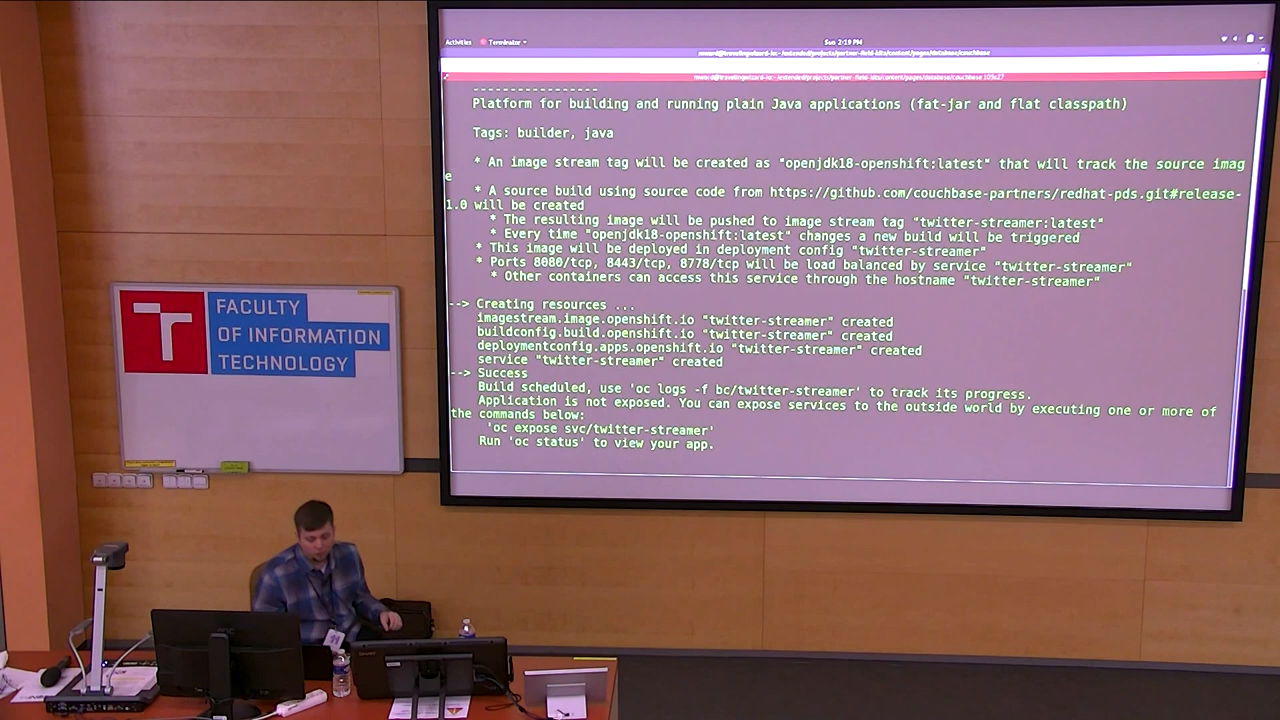 Activities
Terminator
Sun 2:19 PM
-----------------
Platform for building and running plain Java applications (fat-jar and flat classpath)
Tags: builder, java
* An image stream tag will be created as "openjdk18-openshift:latest" that will track the source imag
e
* A source build using source code from https://github.com/couchbase-partners/redhat-pds.git#release-
1.0 will be created
* The resulting image will be pushed to image stream tag "twitter-streamer:latest"
* Every time "openjdk18-openshift:latest" changes a new build will be triggered
* This image will be deployed in deployment config "twitter-streamer"
* Ports 8080/tcp, 8443/tcp, 8778/tcp will be load balanced by service "twitter-streamer"
* Other containers can access this service through the hostname "twitter-streamer"
--> Creating resources ...
imagestream.image.openshift.io "twitter-streamer" created
buildconfig.build.openshift.io "twitter-streamer" created
deploymentconfig.apps.openshift.io "twitter-streamer" created
service "twitter-streamer" created
--> Success
Build scheduled, use 'oc logs -f bc/twitter-streamer' to track its progress.
Application is not exposed. You can expose services to the outside world by executing one or more of
the commands below:
'oc expose svc/twitter-streamer'
Run 'oc status' to view your app.
FACULTY
OF INFORMATION
TECHNOLOGY